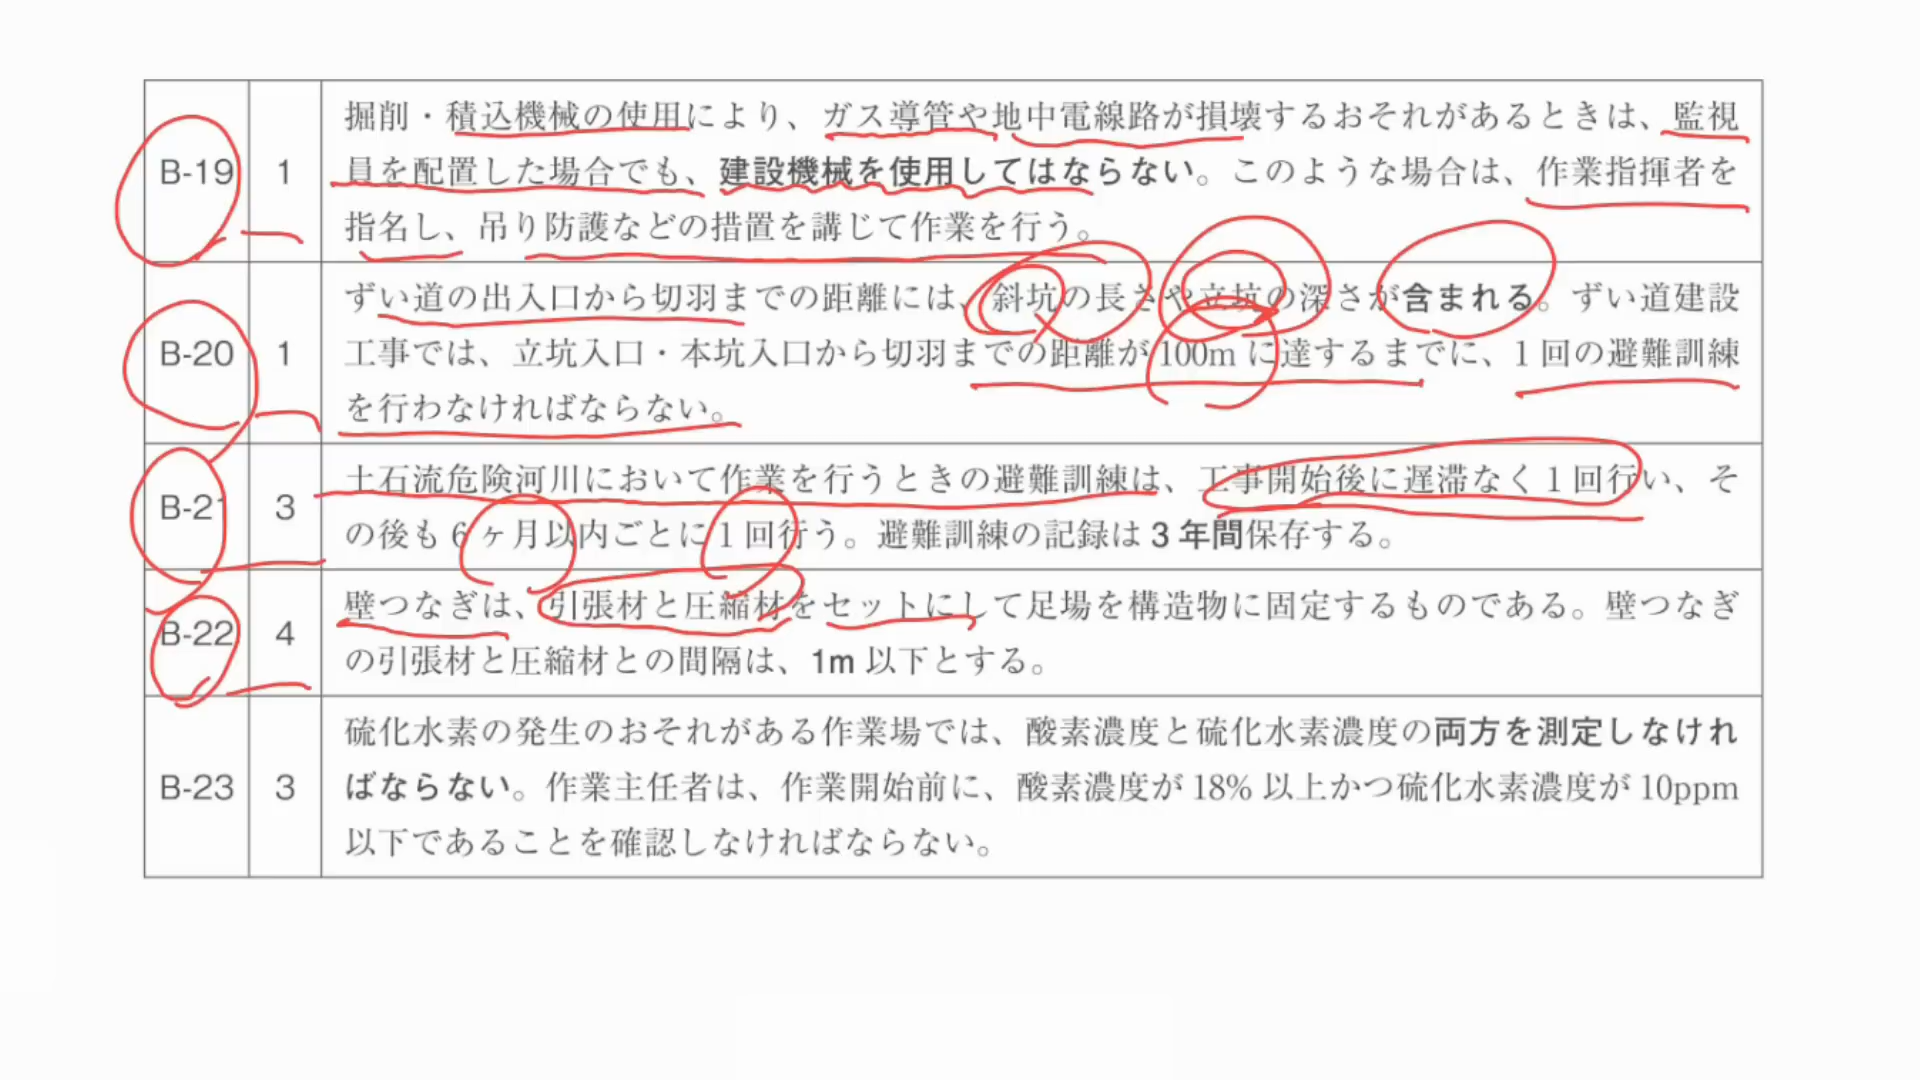 B-19 1 掘削・積込機械の使用により、ガス導管や地中電線路が損壊するおそれがあるときは、監視
員を配置した場合でも、建設機械を使用してはならない。このような場合は、作業指揮者を
指名し、吊り防護などの措置を講じて作業を行う。
B-20 1 ずい道の出入口から切羽までの距離には、斜坑の長さや立坑の深さが含まれる。ずい道建設
工事では、立坑入口・本坑入口から切羽までの距離が100mに達するまでに、1回の避難訓練
を行わなければならない。
B-21 3 土石流危険河川において作業を行うときの避難訓練は、工事開始後に遅滞なく1回行い、そ
の後も6ヶ月以内ごとに1回行う。避難訓練の記録は3年間保存する。
B-22 4 壁つなぎは、引張材と圧縮材をセットにして足場を構造物に固定するものである。壁つなぎ
の引張材と圧縮材との間隔は、1m以下とする。
B-23 3 硫化水素の発生のおそれがある作業場では、酸素濃度と硫化水素濃度の両方を測定しなけれ
ばならない。作業主任者は、作業開始前に、酸素濃度が18%以上かつ硫化水素濃度が10ppm
以下であることを確認しなければならない。